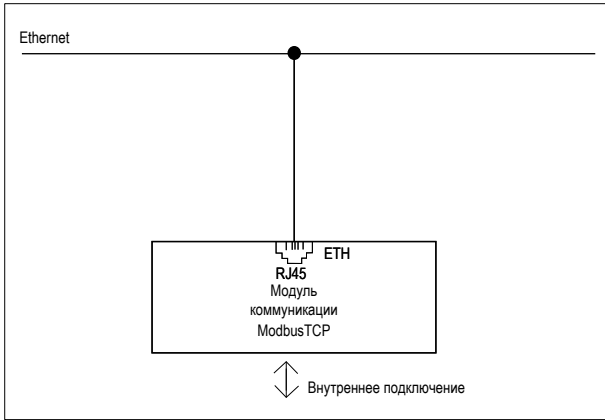 Ethernet
ETH
RJ45
Модуль
коммуникации
ModbusTCP
Внутреннее подключение